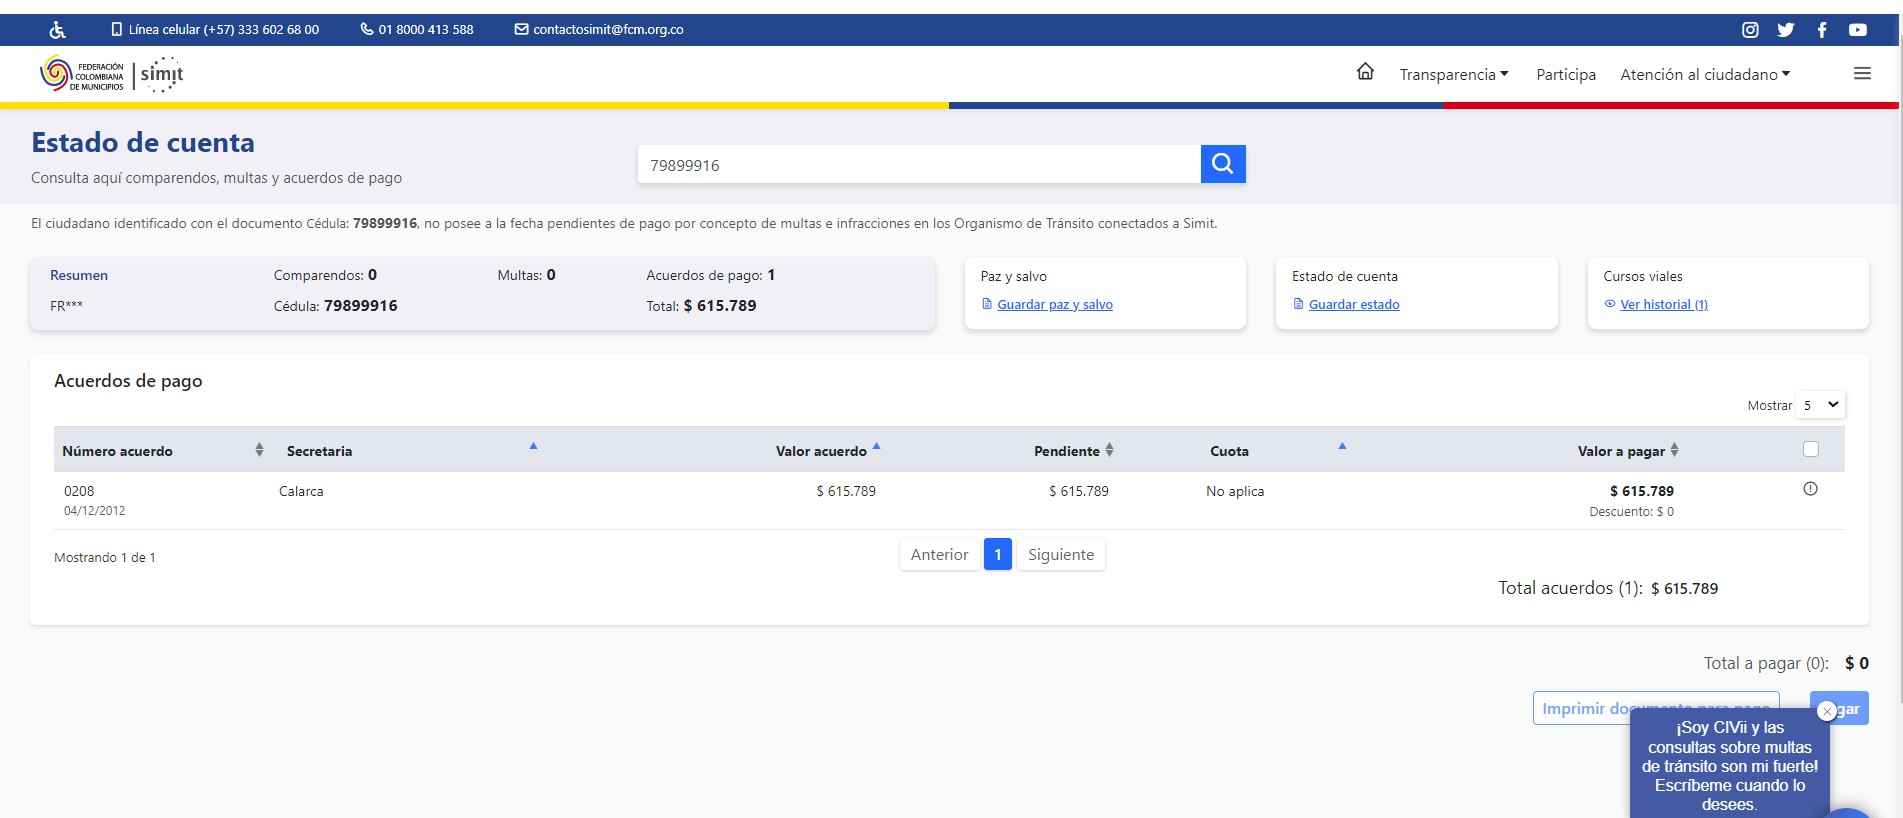 Línea celular (+57) 333 602 68 00 01 8000 413 588 contactosimit@fcm.org.co
FEDERACIÓN
COLOMBIANA
DE MUNICIPIOS
simit
Transparencia Participa Atención al ciudadano
Estado de cuenta
Consulta aquí comparendos, multas y acuerdos de pago
79899916
El ciudadano identificado con el documento Cédula: 79899916, no posee a la fecha pendientes de pago por concepto de multas e infracciones en los Organismo de Tránsito conectados a Simit.
Resumen Comparendos: 0 Multas: 0 Acuerdos de pago: 1
FR*** Cédula: 79899916 Total: $ 615.789
Paz y salvo
Guardar paz y salvo
Estado de cuenta
Guardar estado
Cursos viales
Ver historial (1)
Acuerdos de pago
Mostrar 5
Número acuerdo Secretaria Valor acuerdo Pendiente Cuota Valor a pagar
0208 Calarca $ 615.789 $ 615.789 No aplica $ 615.789
04/12/2012 Descuento: $ 0
Mostrando 1 de 1 Anterior 1 Siguiente
Total acuerdos (1): $ 615.789
Total a pagar (0): $ 0
Imprimir
¡Soy CIVii y las
consultas sobre multas
de tránsito son mi fuerte!
Escríbeme cuando lo
desees.